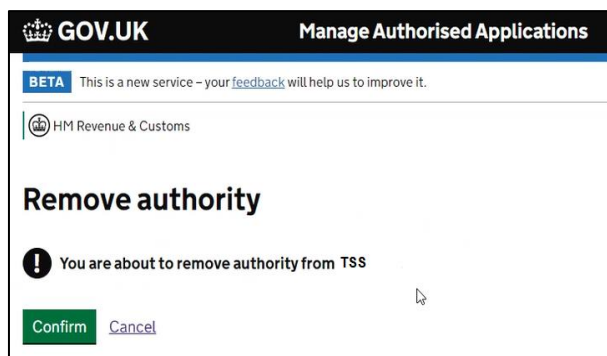 GOV.UK Manage Authorised Applications
BETA This is a new service – your feedback will help us to improve it.
HM Revenue & Customs
Remove authority
! You are about to remove authority from TSS
Confirm Cancel